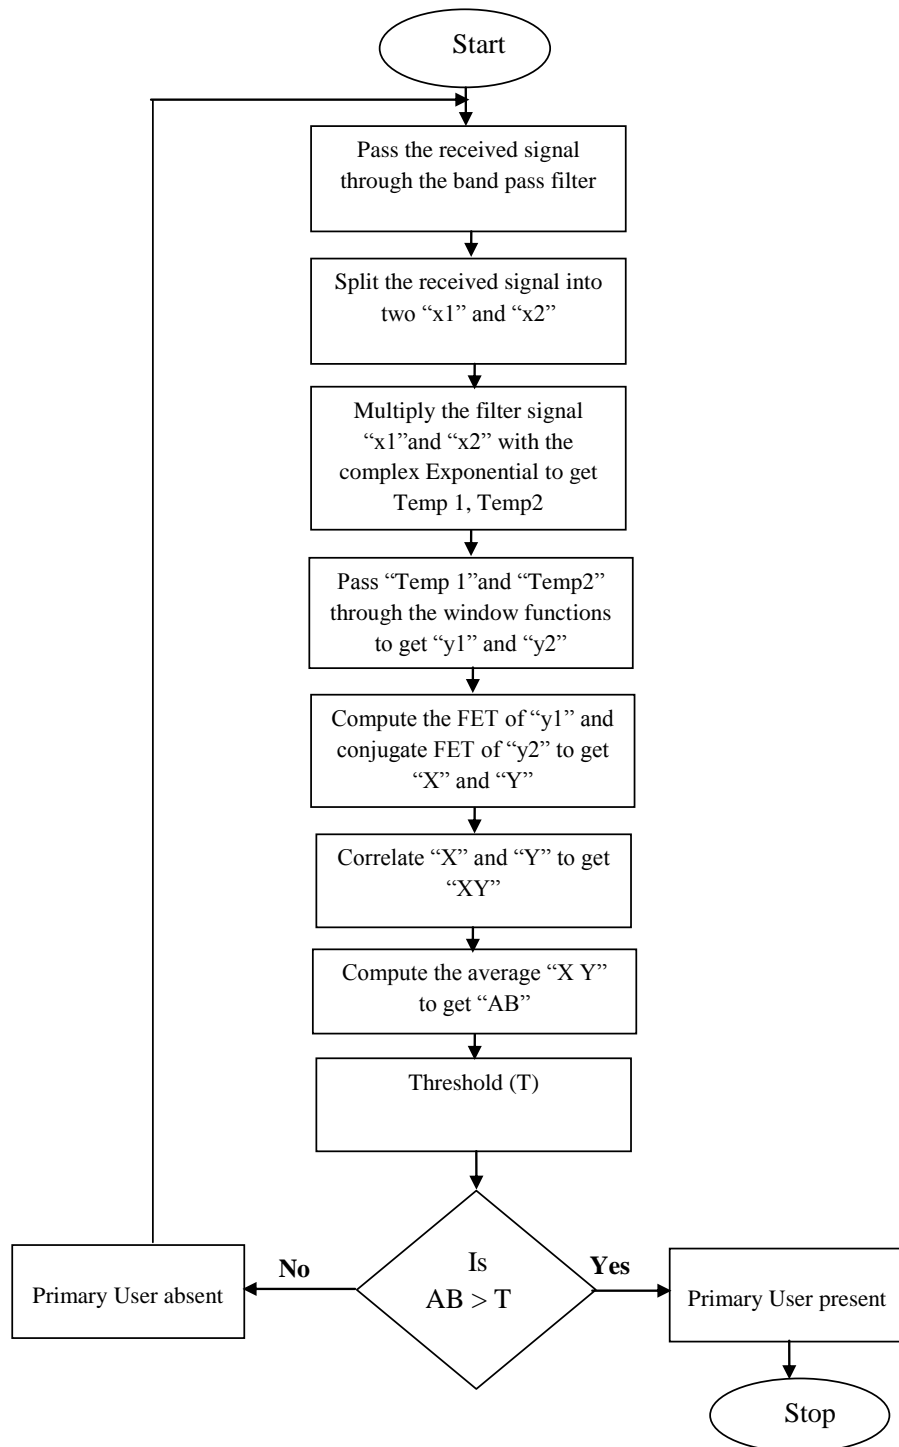 Start
Pass the received signal
through the band pass filter
Split the received signal into
two “x1” and “x2”
Multiply the filter signal
“x1”and “x2” with the
complex Exponential to get
Temp 1, Temp2
Pass “Temp 1”and “Temp2”
through the window functions
to get “y1” and “y2”
Compute the FET of “y1” and
conjugate FET of “y2” to get
“X” and “Y”
Correlate “X” and “Y” to get
“XY”
Compute the average “X Y”
to get “AB”
Threshold (T)
Is
AB > T
No
Yes
Primary User absent
Primary User present
Stop